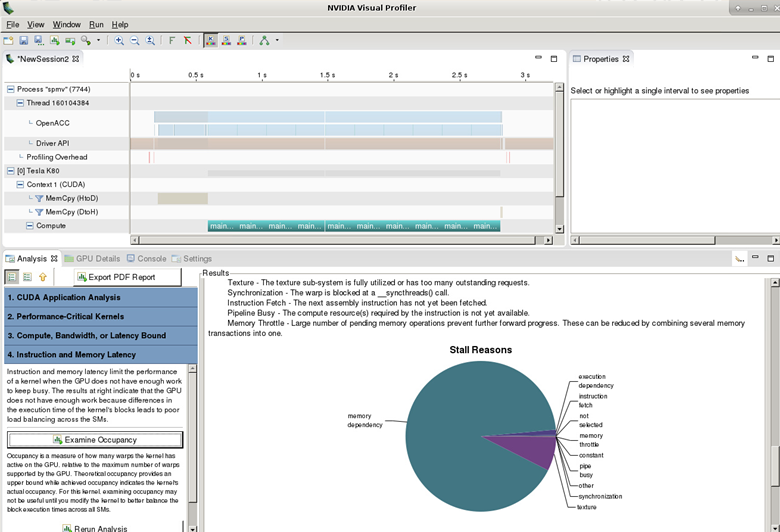 NVIDIA Visual Profiler
File View Window Run Help
*NewSession2
Properties
0 s 0.5 s 1 s 1.5 s 2 s 2.5 s 3 s
Process "spmv" (7744)
Thread 160104384
OpenACC
Driver API
Profiling Overhead
[0] Tesla K80
Context 1 (CUDA)
MemCpy (HtoD)
MemCpy (DtoH)
Compute
main... main... main... main... main... main... main... main... main... main...
Select or highlight a single interval to see properties
Analysis GPU Details Console Settings
Export PDF Report
1. CUDA Application Analysis
2. Performance-Critical Kernels
3. Compute, Bandwidth, or Latency Bound
4. Instruction and Memory Latency
Instruction and memory latency limit the performance
of a kernel when the GPU does not have enough work
to keep busy. The results at right indicate that the GPU
does not have enough work because differences in
the execution time of the kernel's blocks leads to poor
load balancing across the SMs.
Examine Occupancy
Occupancy is a measure of how many warps the kernel has
active on the GPU, relative to the maximum number of warps
supported by the GPU. Theoretical occupancy provides an
upper bound while achieved occupancy indicates the kernel's
actual occupancy. For this kernel, examining occupancy may
not be useful until you modify the kernel to better balance the
block execution times across all SMs.
Rerun Analysis
Results
Texture - The texture sub-system is fully utilized or has too many outstanding requests.
Synchronization - The warp is blocked at a __syncthreads() call.
Instruction Fetch - The next assembly instruction has not yet been fetched.
Pipeline Busy - The compute resource(s) required by the instruction is not yet available.
Memory Throttle - Large number of pending memory operations prevent further forward progress. These can be reduced by combining several memory
transactions into one.
Stall Reasons
memory
dependency
execution
dependency
instruction
fetch
not
selected
memory
throttle
constant
pipe
busy
other
synchronization
texture